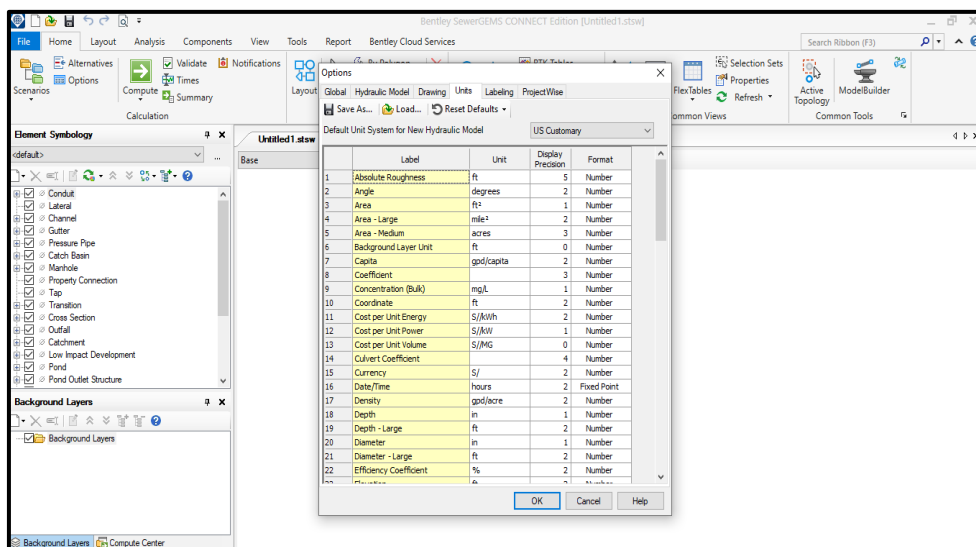 Bentley SewerGEMS CONNECT Edition [Untitled1.stsw]
File Home Layout Analysis Components View Tools Report Bentley Cloud Services
Search Ribbon (F3)
Scenarios
Alternatives
Options
Compute
Validate
Times
Summary
Notifications
Calculation
Layout
FlexTables
Selection Sets
Properties
Refresh
Active
Topology
ModelBuilder
Common Tools
Element Symbology
<default>
Conduit
Lateral
Channel
Gutter
Pressure Pipe
Catch Basin
Manhole
Property Connection
Tap
Transition
Cross Section
Outfall
Catchment
Low Impact Development
Pond
Pond Outlet Structure
Background Layers
Background Layers
Background Layers Compute Center
Untitled1.stsw
Base
Options
Global Hydraulic Model Drawing Units Labeling ProjectWise
Save As... Load... Reset Defaults
Default Unit System for New Hydraulic Model US Customary
Label Unit Display Precision Format
1 Absolute Roughness ft 5 Number
2 Angle degrees 2 Number
3 Area ft² 1 Number
4 Area - Large mile² 2 Number
5 Area - Medium acres 3 Number
6 Background Layer Unit ft 0 Number
7 Capita gpd/capita 2 Number
8 Coefficient 3 Number
9 Concentration (Bulk) mg/L 1 Number
10 Coordinate ft 2 Number
11 Cost per Unit Energy S//kWh 2 Number
12 Cost per Unit Power S//kW 1 Number
13 Cost per Unit Volume S//MG 0 Number
14 Culvert Coefficient 4 Number
15 Currency S/ 2 Number
16 Date/Time hours 2 Fixed Point
17 Density gpd/acre 2 Number
18 Depth in 1 Number
19 Depth - Large ft 2 Number
20 Diameter in 1 Number
21 Diameter - Large ft 2 Number
22 Efficiency Coefficient % 2 Number
OK Cancel Help